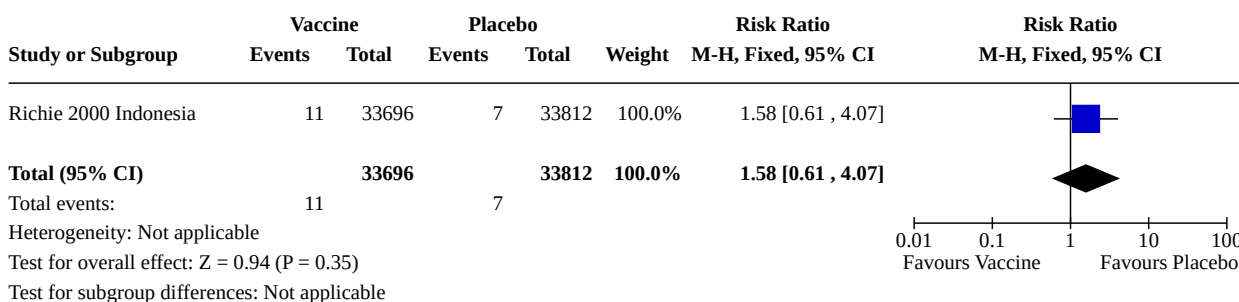 Vaccine Placebo Risk Ratio Risk Ratio
Study or Subgroup Events Total Events Total Weight M-H, Fixed, 95% CI M-H, Fixed, 95% CI
Richie 2000 Indonesia 11 33696 7 33812 100.0% 1.58 [0.61 , 4.07]
Total (95% CI) 33696 33812 100.0% 1.58 [0.61 , 4.07]
Total events: 11 7
Heterogeneity: Not applicable
0.01 0.1 1 10 100
Test for overall effect: Z = 0.94 (P = 0.35) Favours Vaccine Favours Placebo
Test for subgroup differences: Not applicable